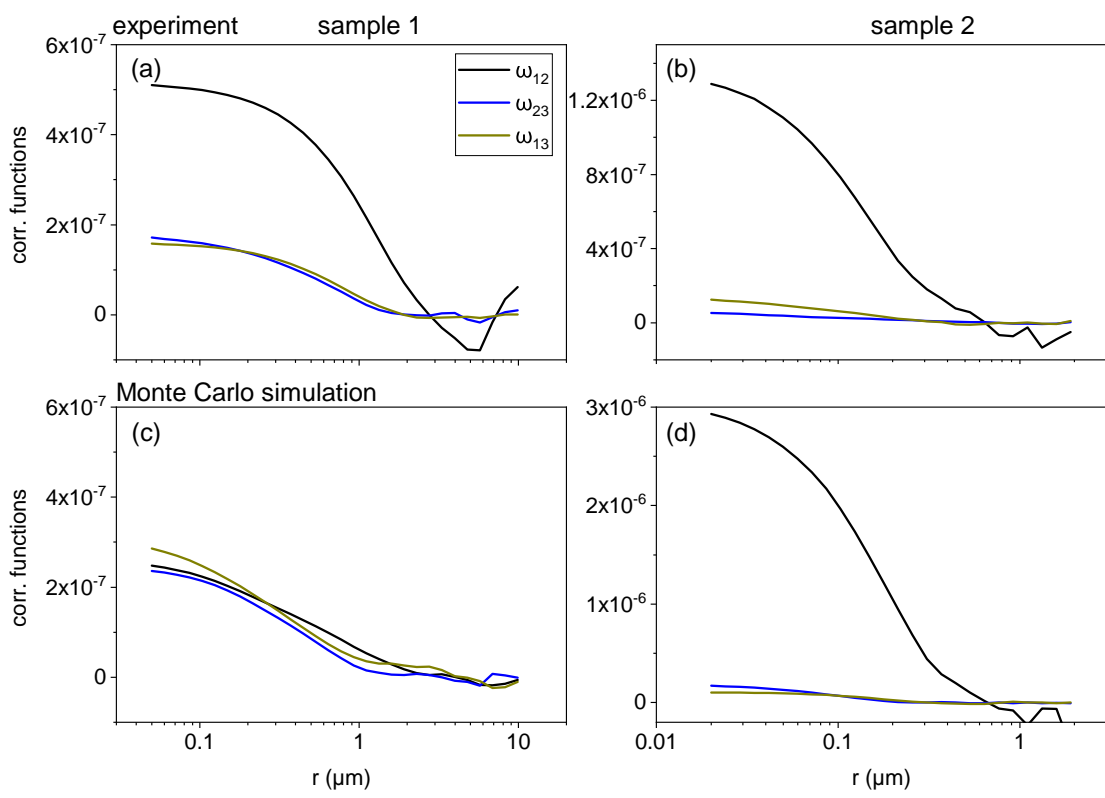 experiment sample 1 sample 2
6x10⁻⁷
4x10⁻⁷
2x10⁻⁷
0
corr. functions
(a)
ω₁₂
ω₂₃
ω₁₃
(b)
1.2x10⁻⁶
8x10⁻⁷
4x10⁻⁷
0
Monte Carlo simulation
6x10⁻⁷
4x10⁻⁷
2x10⁻⁷
0
corr. functions
(c)
0.1 1 10
r (µm)
3x10⁻⁶
2x10⁻⁶
1x10⁻⁶
0
(d)
0.01 0.1 1
r (µm)